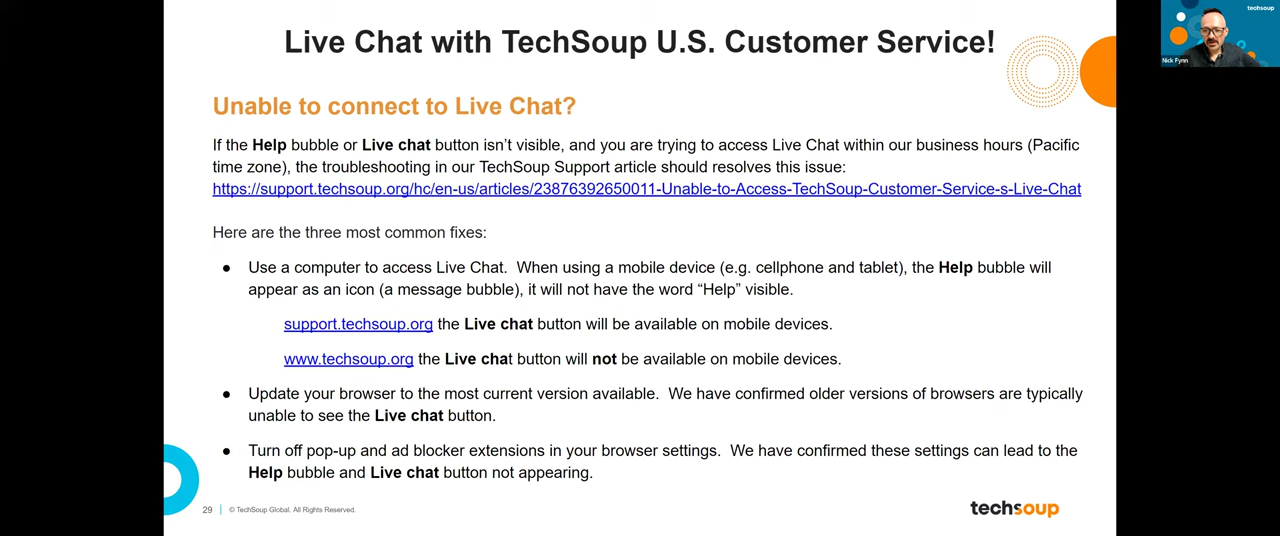 Live Chat with TechSoup U.S. Customer Service!
techsoup
Nick Fynn
Unable to connect to Live Chat?
If the Help bubble or Live chat button isn't visible, and you are trying to access Live Chat within our business hours (Pacific
time zone), the troubleshooting in our TechSoup Support article should resolves this issue:
https://support.techsoup.org/hc/en-us/articles/23876392650011-Unable-to-Access-TechSoup-Customer-Service-s-Live-Chat
Here are the three most common fixes:
● Use a computer to access Live Chat.  When using a mobile device (e.g. cellphone and tablet), the Help bubble will
appear as an icon (a message bubble), it will not have the word “Help” visible.
support.techsoup.org the Live chat button will be available on mobile devices.
www.techsoup.org the Live chat button will not be available on mobile devices.
● Update your browser to the most current version available.  We have confirmed older versions of browsers are typically
unable to see the Live chat button.
● Turn off pop-up and ad blocker extensions in your browser settings.  We have confirmed these settings can lead to the
Help bubble and Live chat button not appearing.
29 | © TechSoup Global. All Rights Reserved.
techsoup